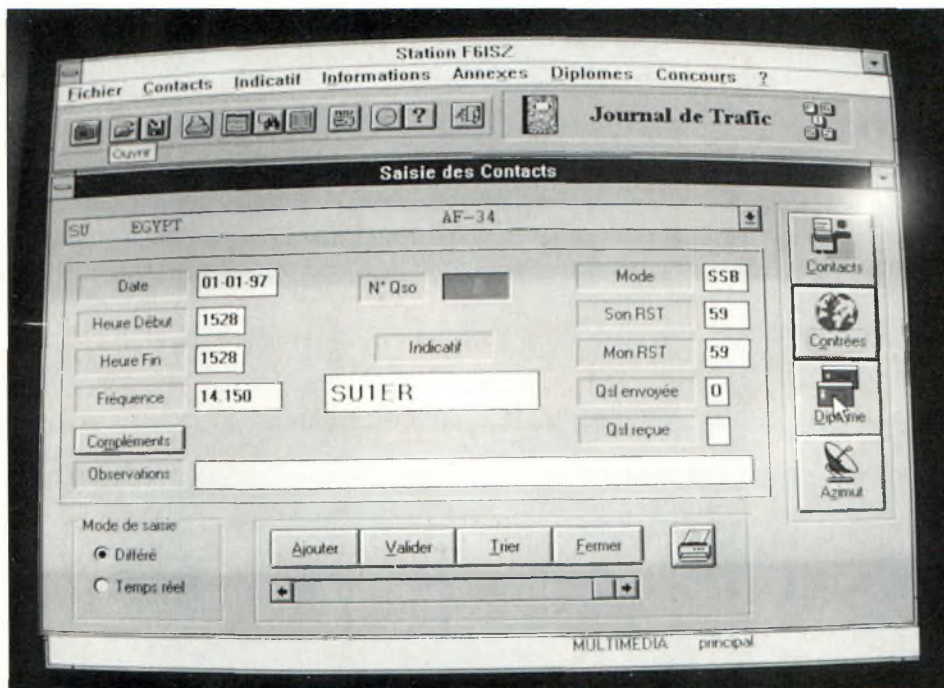 Station F6ISZ
Fichier Contacts Indicatif Informations Annexes Diplomes Concours ?
?
Journal de Trafic
Ouvrir
Saisie des Contacts
SU EGYPT AF-34
Date 01-01-97 N° Qso Mode SSB
Heure Début 1528 Son RST 59
Heure Fin 1528 Indicatif Mon RST 59
Fréquence 14.150 SU1ER Qsl envoyée O
Compléments Qsl reçue
Observations
Contacts
Contrées
Diplôme
Azimut
Mode de saisie
Différé
Temps réel
Ajouter Valider Trier Fermer
MULTIMEDIA principal